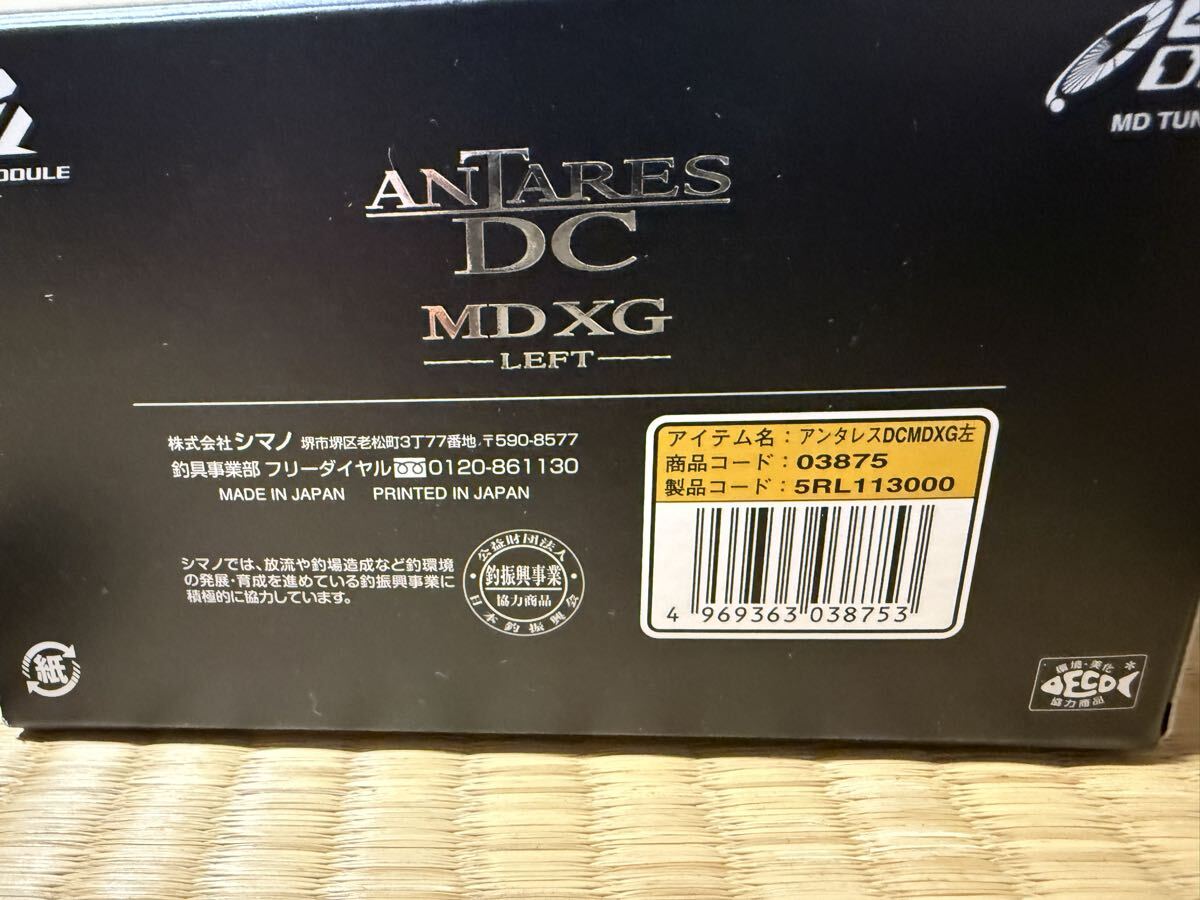 MD TUN
ODULE
ANTARES
DC
MD XG
LEFT
株式会社シマノ 堺市堺区老松町3丁77番地 〒590-8577
釣具事業部 フリーダイヤル 0120-861130
MADE IN JAPAN PRINTED IN JAPAN
シマノでは、放流や釣場造成など釣環境
の発展・育成を進めている釣振興事業に
積極的に協力しています。
公益財団法人
釣振興事業
協力商品
日本釣振興会
アイテム名：アンタレスDCMDXG左
商品コード：03875
製品コード：5RL113000
4 969363 038753
紙
環境・美化
ECO
協力商品